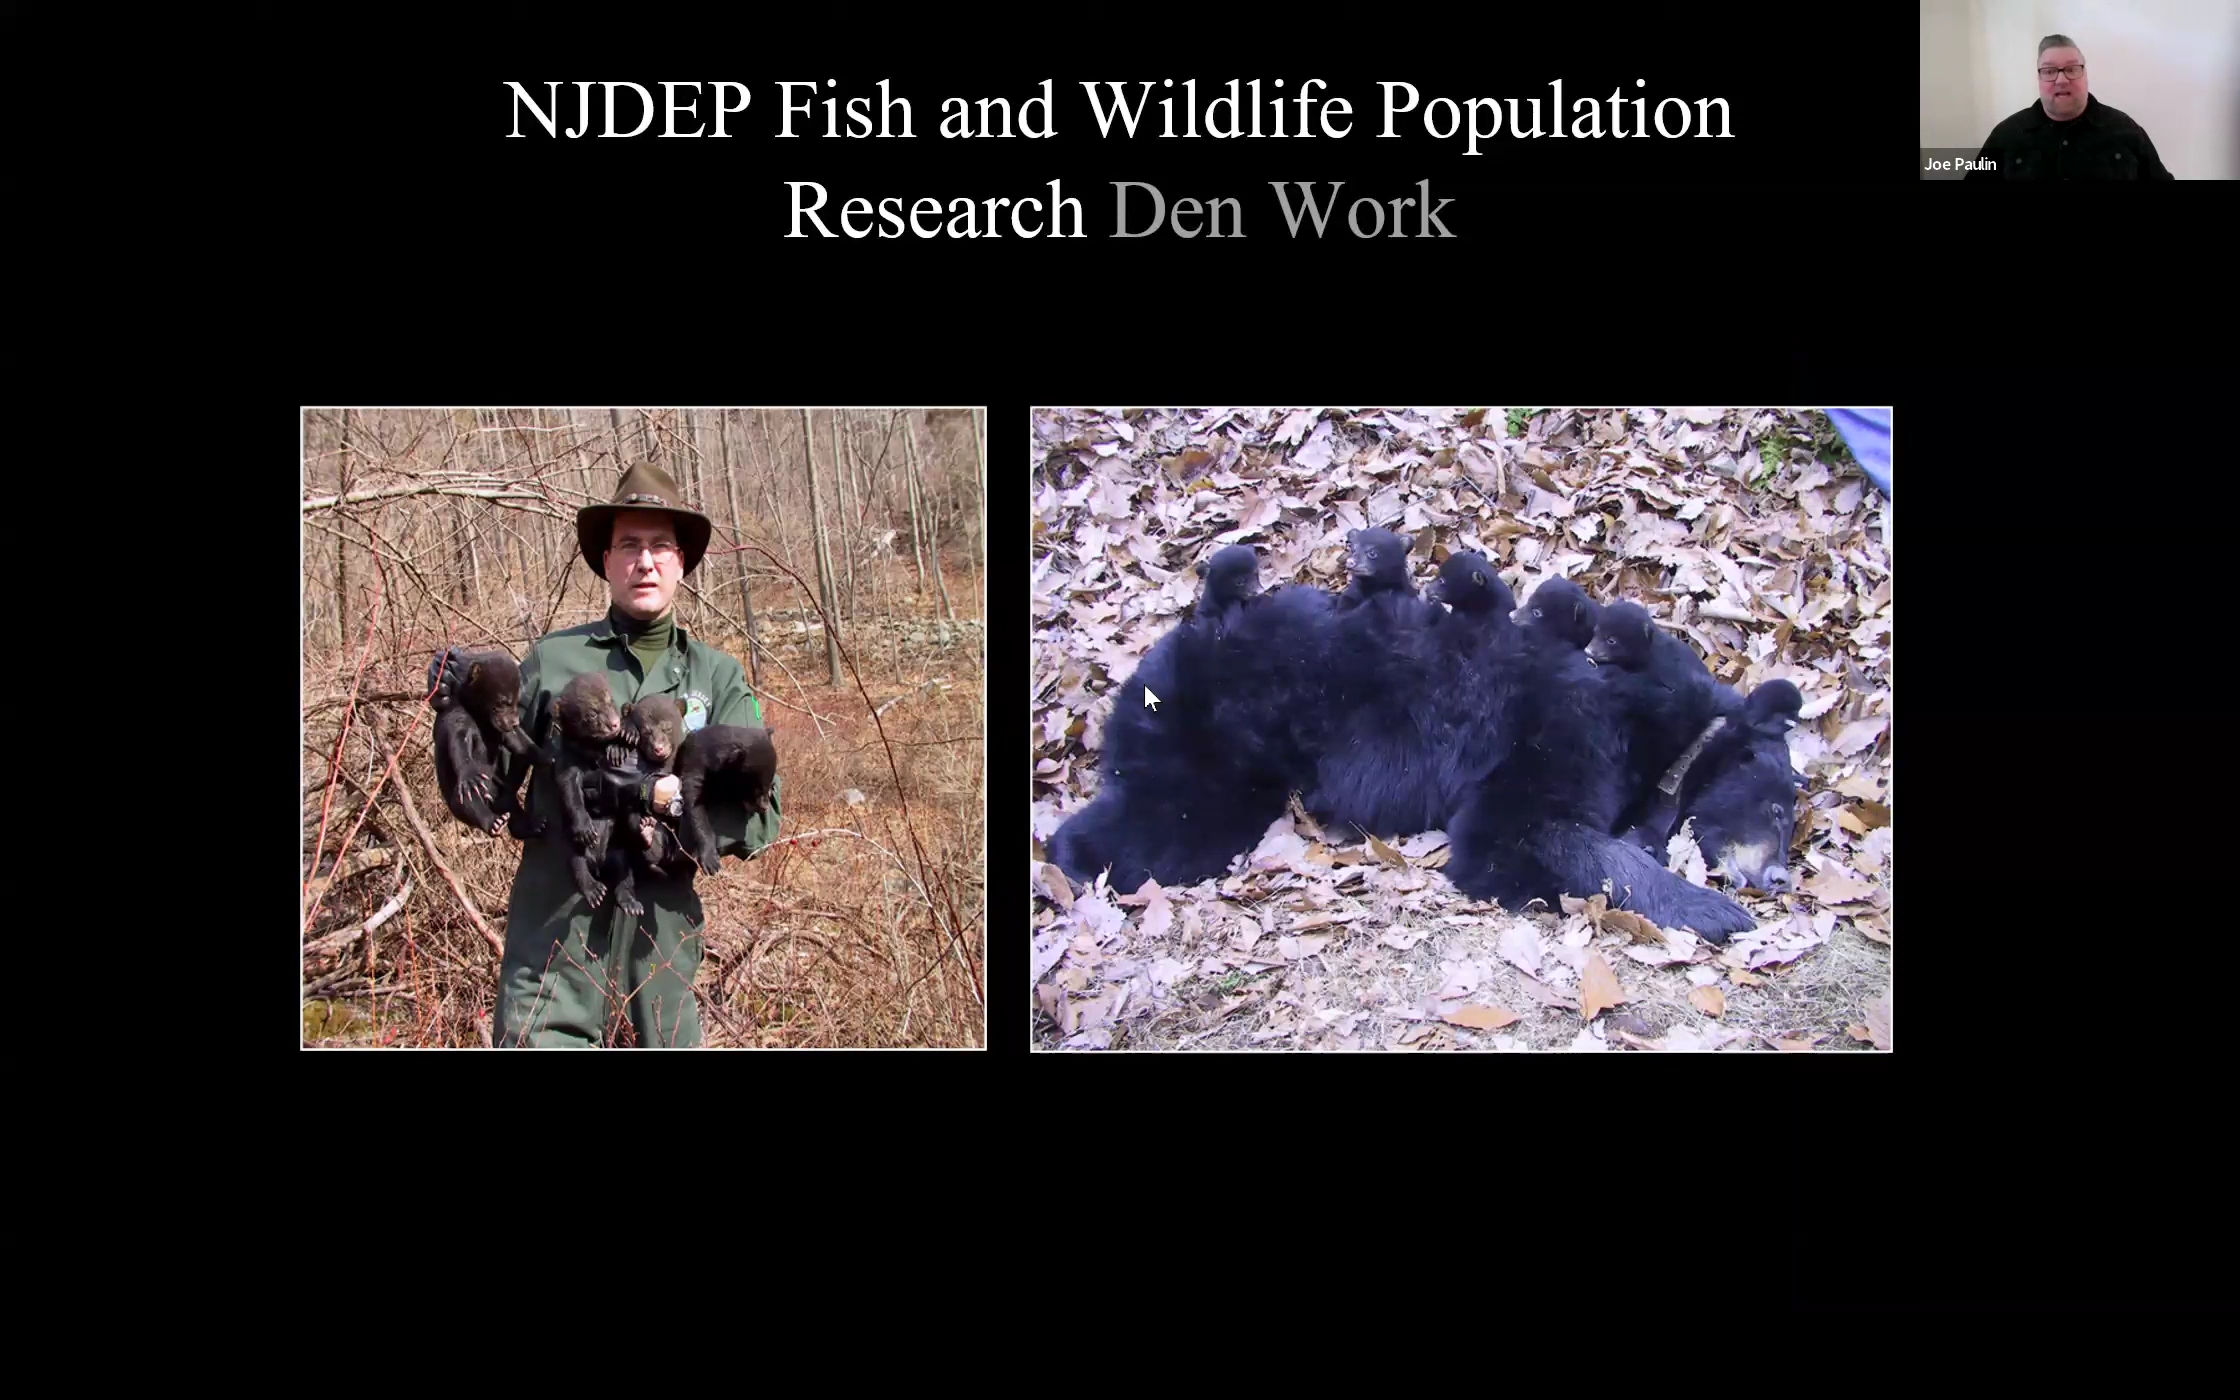 NJDEP Fish and Wildlife Population
Research Den Work
Joe Paulin